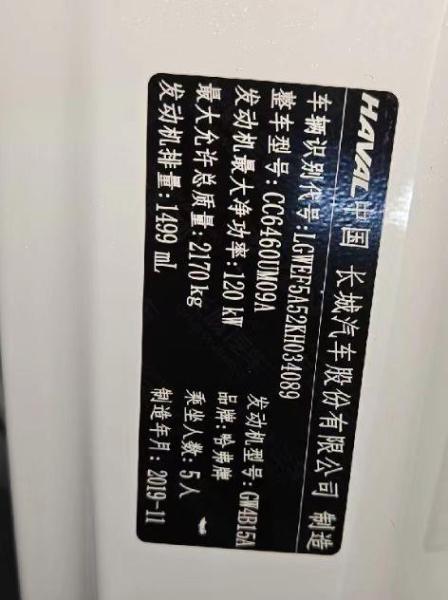 HAVAL 中国 长城汽车股份有限公司 制造
车辆识别代号:LGWEF5A52KH034089
整车型号:CC6460UM09A 发动机型号:GW4B15A
发动机最大净功率:120 kW 品牌:哈弗牌
最大允许总质量:2170kg 乘坐人数:5人
发动机排量:1499 mL 制造年月:2019-11